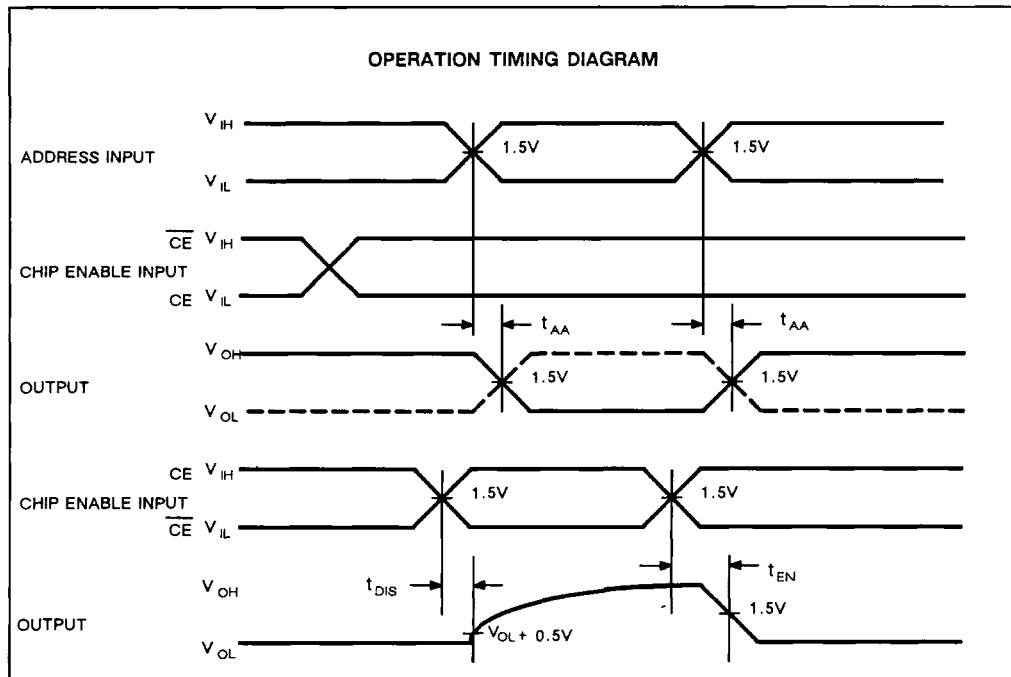 OPERATION TIMING DIAGRAM
V IH
ADDRESS INPUT
1.5V
1.5V
V IL
CE V IH
CHIP ENABLE INPUT
CE V IL
t AA
t AA
V OH
OUTPUT
1.5V
1.5V
V OL
CE V IH
CHIP ENABLE INPUT
1.5V
1.5V
CE V IL
V OH
t DIS
t EN
1.5V
OUTPUT
V OL + 0.5V
V OL